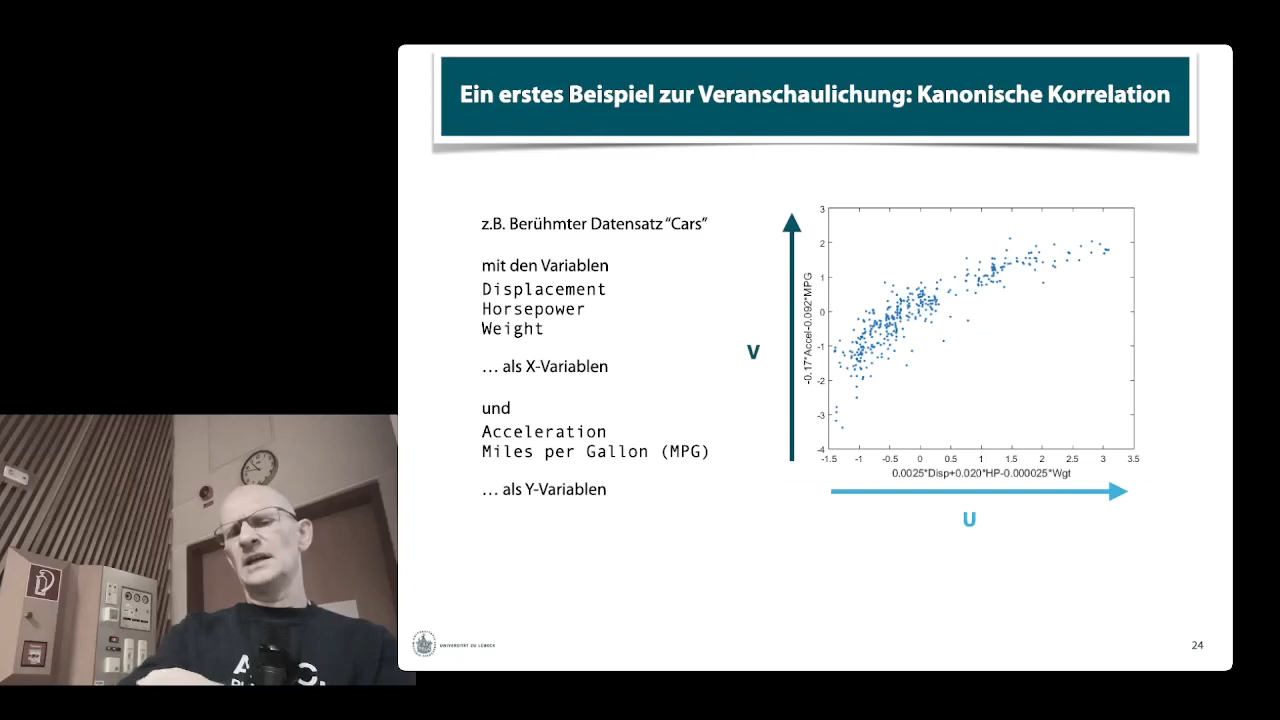 Ein erstes Beispiel zur Veranschaulichung: Kanonische Korrelation
z.B. Berühmter Datensatz “Cars”
mit den Variablen
Displacement
Horsepower
Weight
… als X-Variablen
und
Acceleration
Miles per Gallon (MPG)
… als Y-Variablen
V
-0.17*Accel-0.092*MPG
3
2
1
0
-1
-2
-3
-4
-1.5 -1 -0.5 0 0.5 1 1.5 2 2.5 3 3.5
0.0025*Disp+0.020*HP-0.000025*Wgt
U
UNIVERSITÄT ZU LÜBECK
24